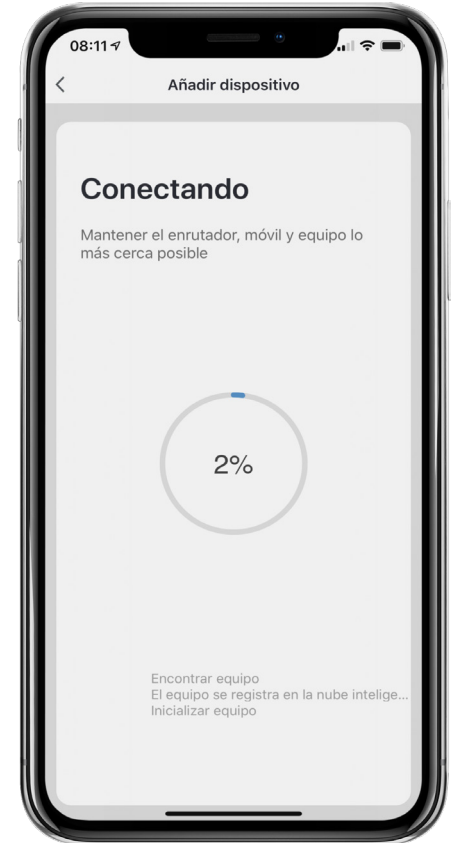 08:11
Añadir dispositivo
Conectando
Mantener el enrutador, móvil y equipo lo
más cerca posible
2%
Encontrar equipo
El equipo se registra en la nube intelige...
Inicializar equipo